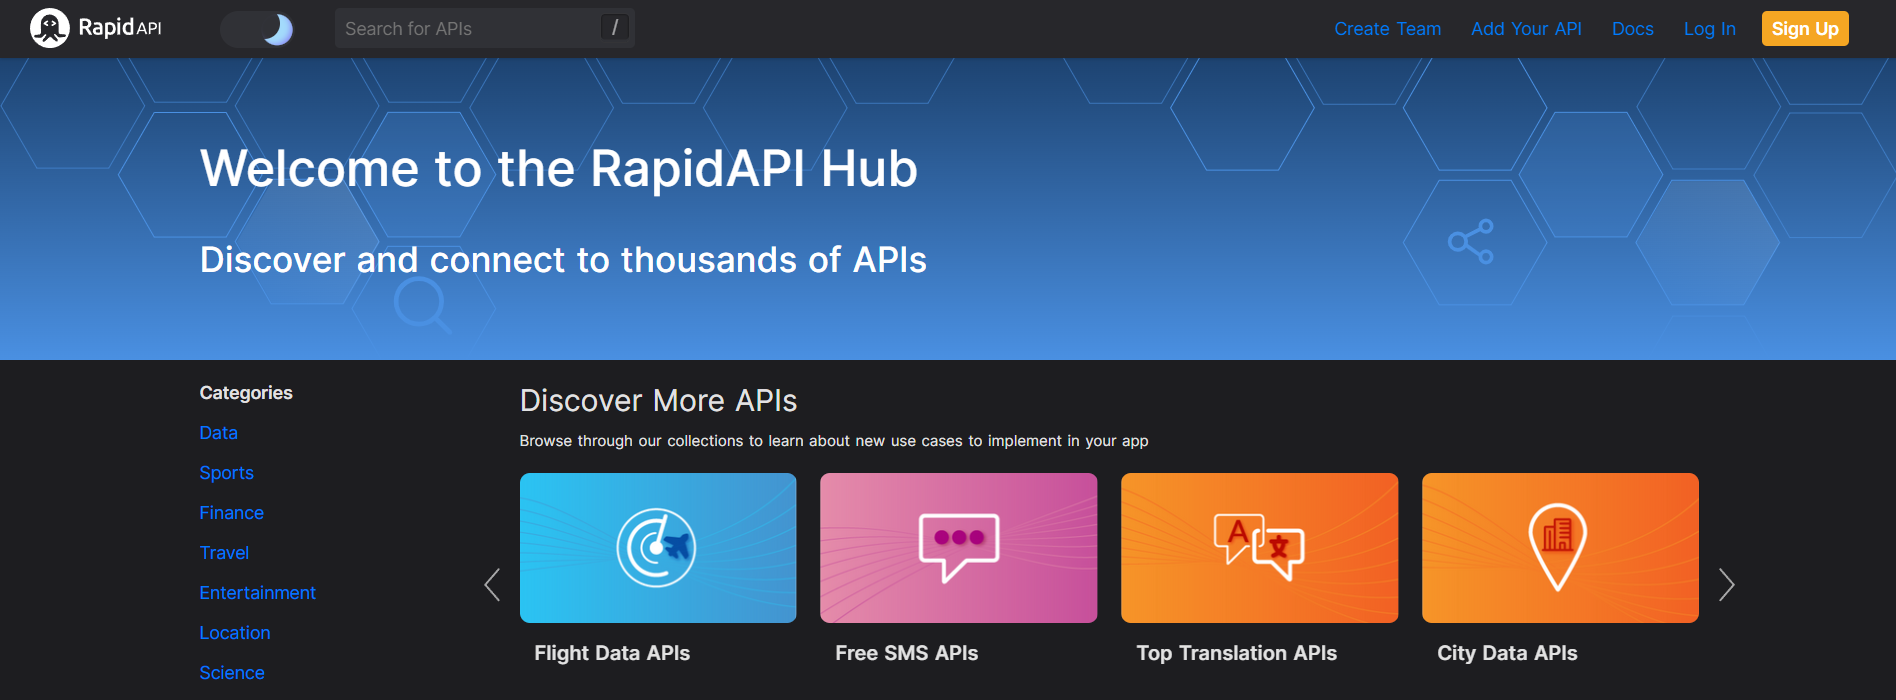 RapidAPI
Search for APIs
/
Create Team
Add Your API
Docs
Log In
Sign Up
Welcome to the RapidAPI Hub
Discover and connect to thousands of APIs
Categories
Data
Sports
Finance
Travel
Entertainment
Location
Science
Discover More APIs
Browse through our collections to learn about new use cases to implement in your app
A
文
Flight Data APIs
Free SMS APIs
Top Translation APIs
City Data APIs